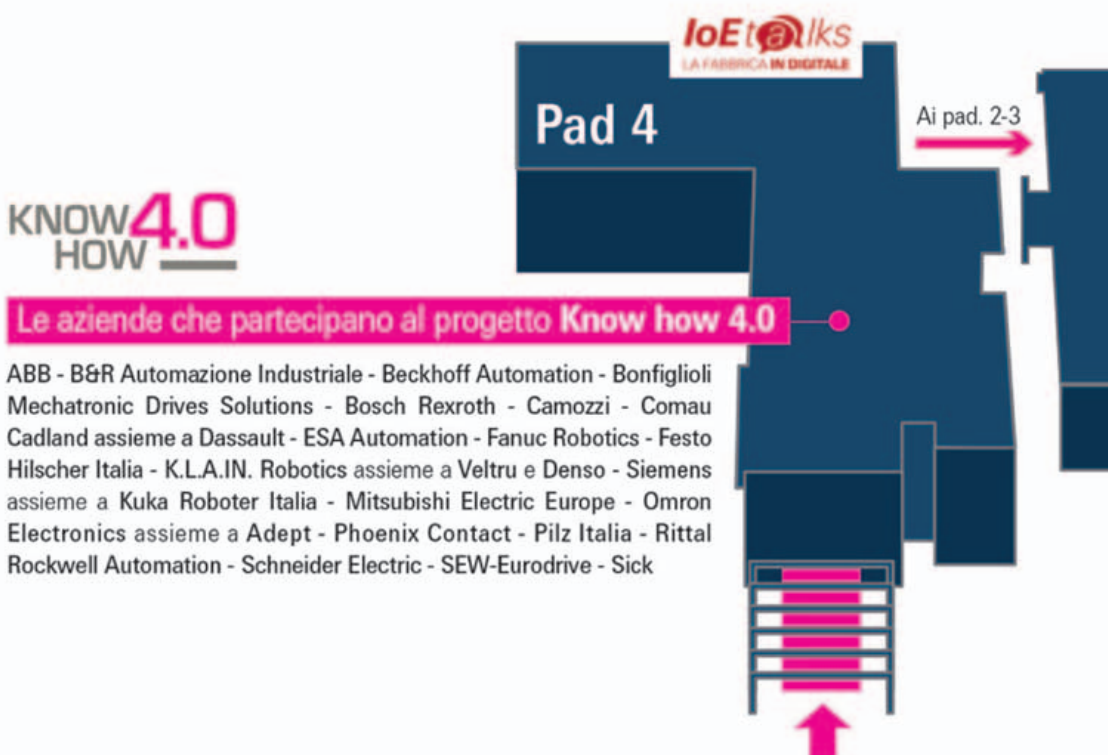 IoEtalks
LA FABBRICA IN DIGITALE
Pad 4
Ai pad. 2-3
KNOW 4.0
HOW
Le aziende che partecipano al progetto Know how 4.0
ABB - B&R Automazione Industriale - Beckhoff Automation - Bonfiglioli
Mechatronic Drives Solutions - Bosch Rexroth - Camozzi - Comau
Cadland assieme a Dassault - ESA Automation - Fanuc Robotics - Festo
Hilscher Italia - K.L.A.IN. Robotics assieme a Veltru e Denso - Siemens
assieme a Kuka Roboter Italia - Mitsubishi Electric Europe - Omron
Electronics assieme a Adept - Phoenix Contact - Pilz Italia - Rittal
Rockwell Automation - Schneider Electric - SEW-Eurodrive - Sick